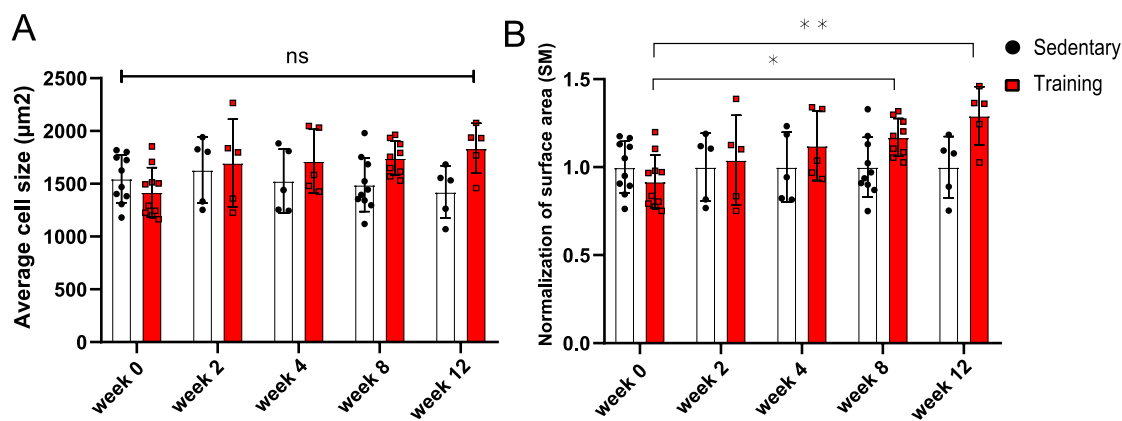 A
ns
Average cell size (μm2)
2500
2000
1500
1000
500
0
week 0
week 2
week 4
week 8
week 12
B
**
*
Normalization of surface area (SM)
1.5
1.0
0.5
0.0
week 0
week 2
week 4
week 8
week 12
Sedentary
Training